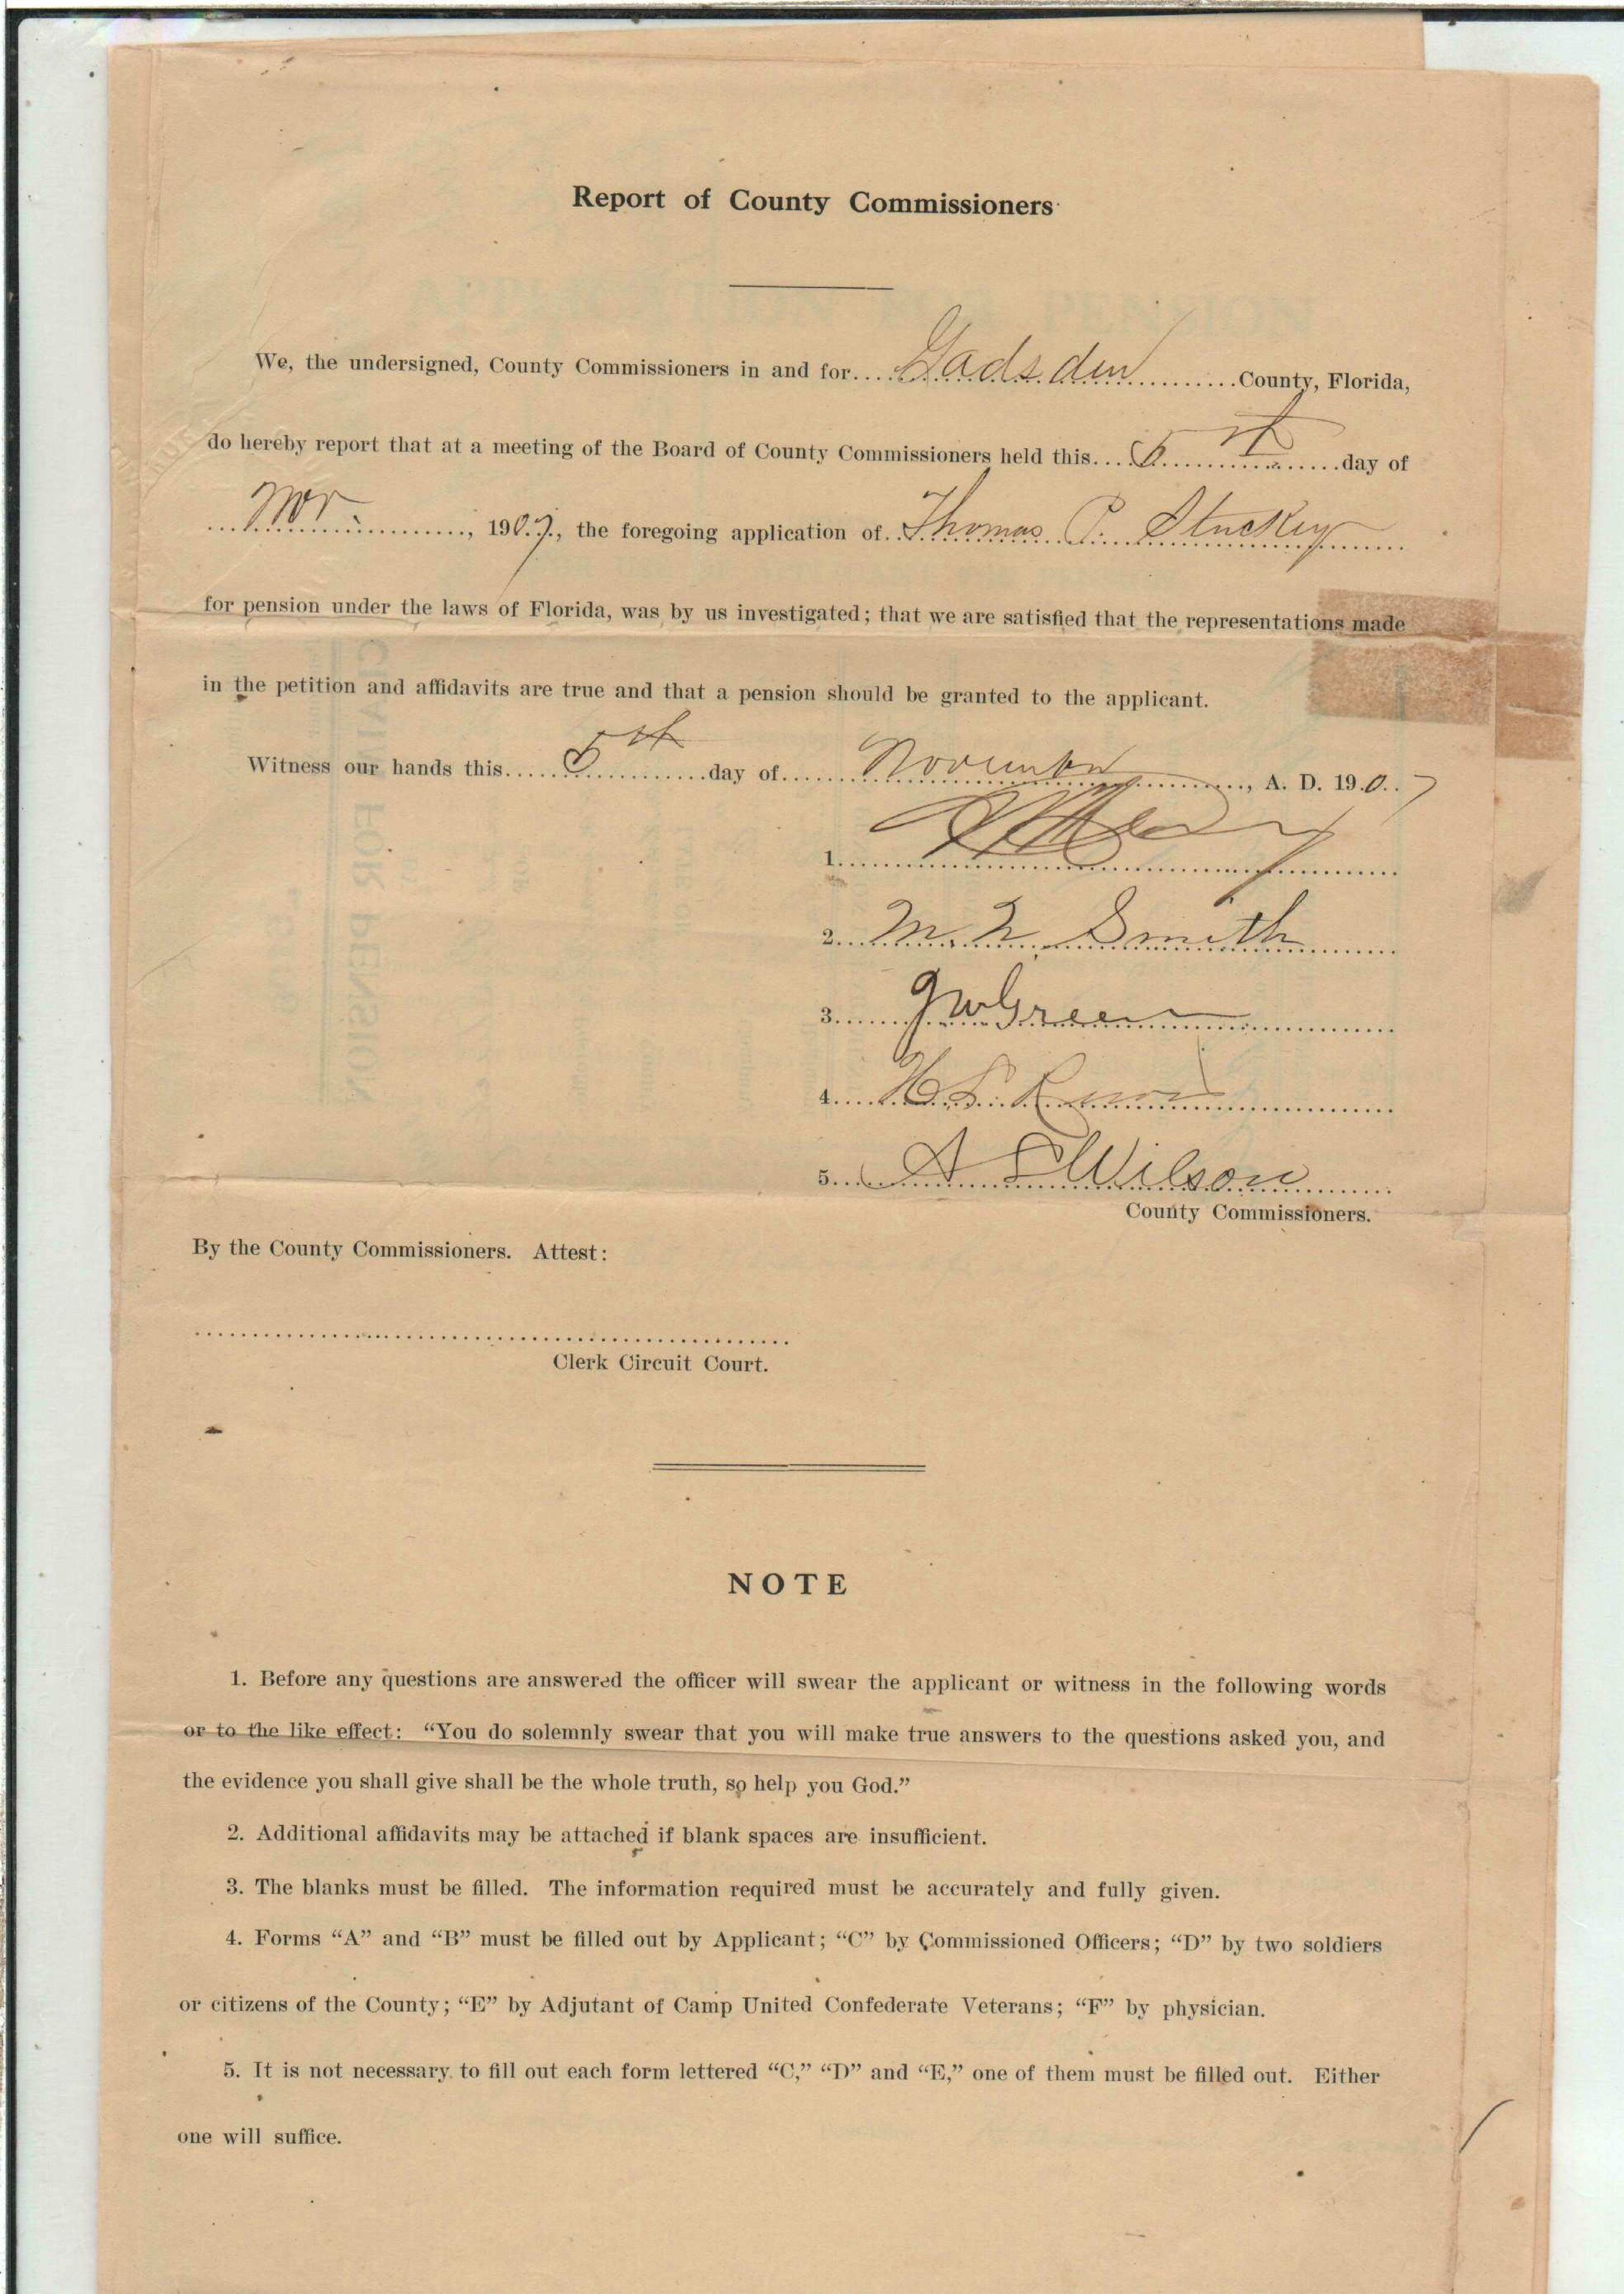 Report of County Commissioners
We, the undersigned, County Commissioners in and for....Gadsden..........County, Florida,
do hereby report that at a meeting of the Board of County Commissioners held this....5th......day of
...Nov............., 1907., the foregoing application of..Thomas P. Stuckey
for pension under the laws of Florida, was by us investigated; that we are satisfied that the representations made
in the petition and affidavits are true and that a pension should be granted to the applicant.
Witness our hands this.....5th............day of......November............., A. D. 190..7
1.
2. M. N. Smith
3. J W Green
4.
5. A L Wilson
County Commissioners.
By the County Commissioners. Attest:
Clerk Circuit Court.
NOTE
1. Before any questions are answered the officer will swear the applicant or witness in the following words
or to the like effect: “You do solemnly swear that you will make true answers to the questions asked you, and
the evidence you shall give shall be the whole truth, so help you God.”
2. Additional affidavits may be attached if blank spaces are insufficient.
3. The blanks must be filled. The information required must be accurately and fully given.
4. Forms “A” and “B” must be filled out by Applicant; “C” by Commissioned Officers; “D” by two soldiers
or citizens of the County; “E” by Adjutant of Camp United Confederate Veterans; “F” by physician.
5. It is not necessary to fill out each form lettered “C,” “D” and “E,” one of them must be filled out. Either
one will suffice.